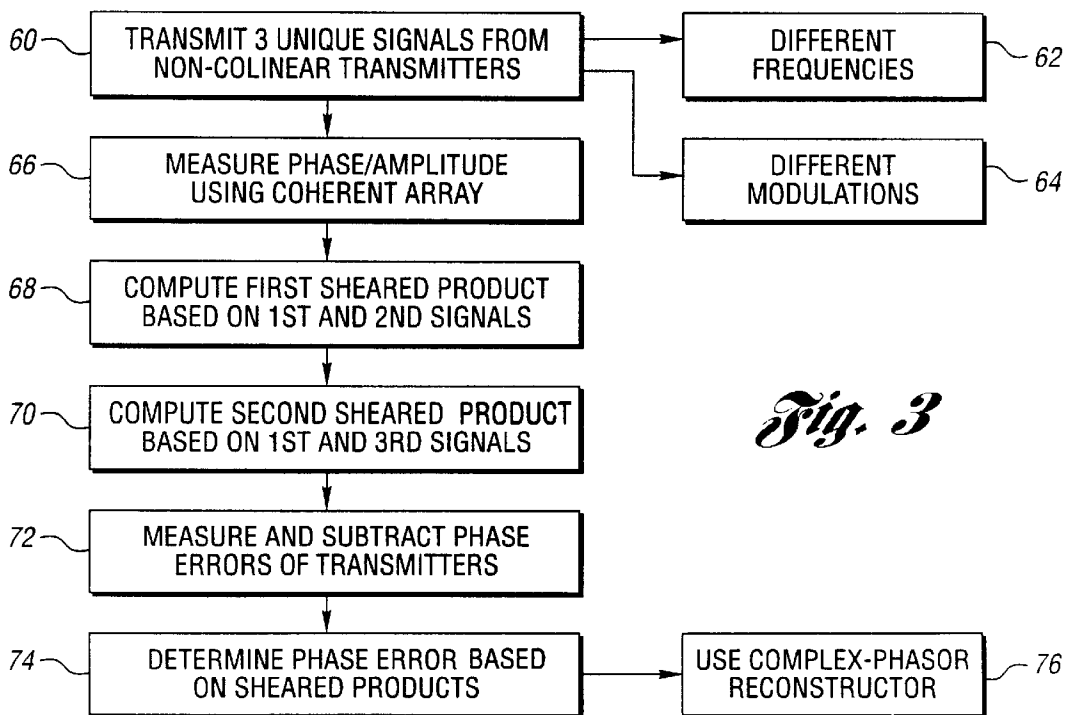 60
TRANSMIT 3 UNIQUE SIGNALS FROM
NON-COLINEAR TRANSMITTERS
DIFFERENT
FREQUENCIES
62
66
MEASURE PHASE/AMPLITUDE
USING COHERENT ARRAY
DIFFERENT
MODULATIONS
64
68
COMPUTE FIRST SHEARED PRODUCT
BASED ON 1ST AND 2ND SIGNALS
70
COMPUTE SECOND SHEARED PRODUCT
BASED ON 1ST AND 3RD SIGNALS
Fig. 3
72
MEASURE AND SUBTRACT PHASE
ERRORS OF TRANSMITTERS
74
DETERMINE PHASE ERROR BASED
ON SHEARED PRODUCTS
USE COMPLEX-PHASOR
RECONSTRUCTOR
76